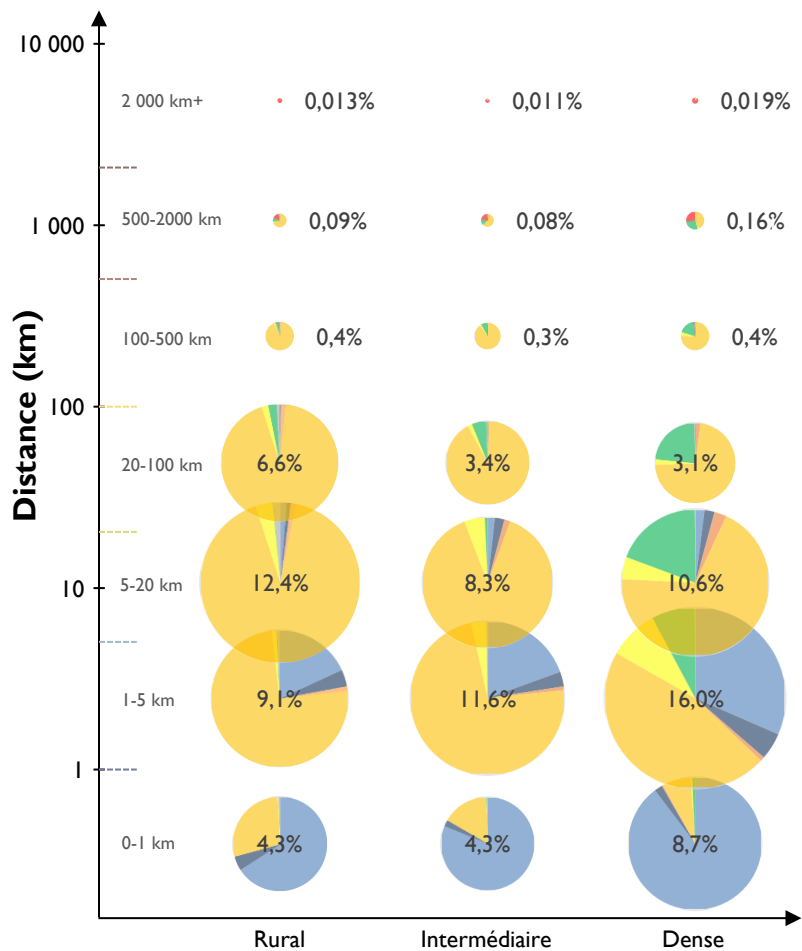 10 000
2 000 km+ 0,013% 0,011% 0,019%
500-2000 km 0,09% 0,08% 0,16%
1 000
100-500 km 0,4% 0,3% 0,4%
Distance (km)
100
20-100 km 6,6% 3,4% 3,1%
5-20 km 12,4% 8,3% 10,6%
10
1-5 km 9,1% 11,6% 16,0%
1
0-1 km 4,3% 4,3% 8,7%
Rural Intermédiaire Dense